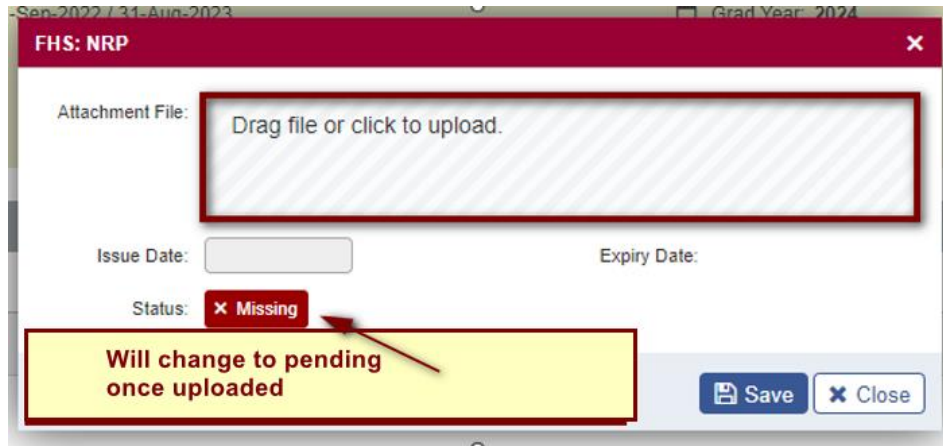 -Sep-2022 / 31-Aug-2023 Grad Year: 2024
FHS: NRP
Attachment File:
Drag file or click to upload.
Issue Date: Expiry Date:
Status: × Missing
Will change to pending
once uploaded
Save × Close